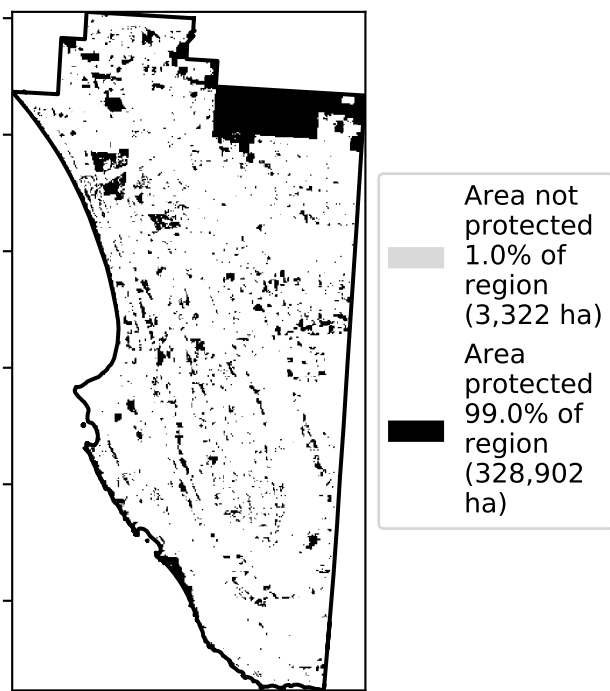 Area not
protected
1.0% of
region
(3,322 ha)
Area
protected
99.0% of
region
(328,902
ha)